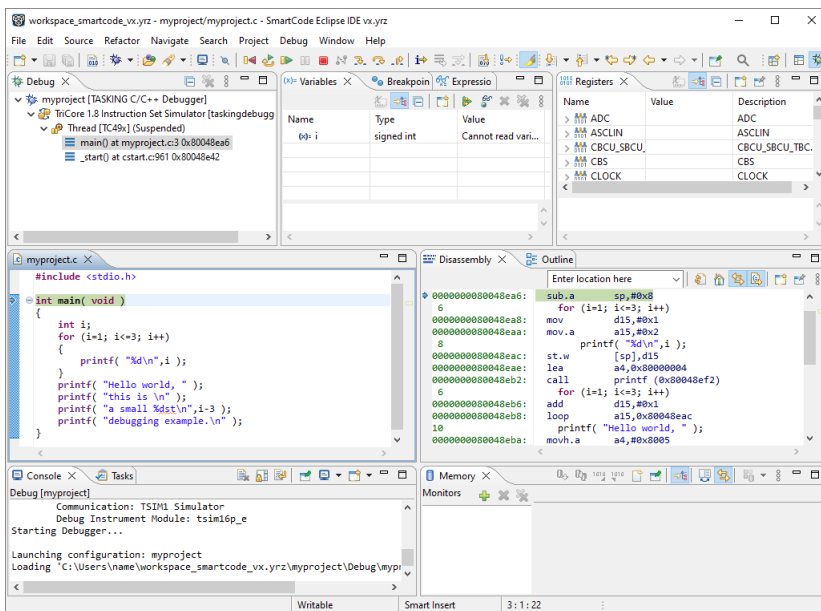 workspace_smartcode_vx.yrz - myproject/myproject.c - SmartCode Eclipse IDE vx.yrz
File Edit Source Refactor Navigate Search Project Debug Window Help
Debug
myproject [TASKING C/C++ Debugger]
TriCore 1.8 Instruction Set Simulator [taskingdebugg
Thread [TC49x] (Suspended)
main() at myproject.c:3 0x80048ea6
_start() at cstart.c:961 0x80048e42
(x)= Variables
Breakpoin
Expressio
Name Type Value
(x)= i signed int Cannot read vari...
Registers
Name Value Description
ADC ADC
ASCLIN ASCLIN
CBCU_SBCU_ CBCU_SBCU_TBC.
CBS CBS
CLOCK CLOCK
myproject.c
#include <stdio.h>
int main( void )
{
int i;
for (i=1; i<=3; i++)
{
printf( "%d\n",i );
}
printf( "Hello world, " );
printf( "this is \n" );
printf( "a small %dst\n",i-3 );
printf( "debugging example.\n" );
}
Disassembly
Outline
Enter location here
0000000080048ea6: sub.a sp,#0x8
6 for (i=1; i<=3; i++)
0000000080048ea8: mov d15,#0x1
0000000080048eaa: mov.a a15,#0x2
8 printf( "%d\n",i );
0000000080048eac: st.w [sp],d15
0000000080048eae: lea a4,0x80000004
0000000080048eb2: call printf (0x80048ef2)
6 for (i=1; i<=3; i++)
0000000080048eb6: add d15,#0x1
0000000080048eb8: loop a15,0x80048eac
10 printf( "Hello world, " );
0000000080048eba: movh.a a4,#0x8005
Console
Tasks
Debug [myproject]
Communication: TSIM1 Simulator
Debug Instrument Module: tsim16p_e
Starting Debugger...
Launching configuration: myproject
Loading 'C:\Users\name\workspace_smartcode_vx.yrz\myproject\Debug\mypr
Memory
Monitors
Writable Smart Insert 3 : 1 : 22